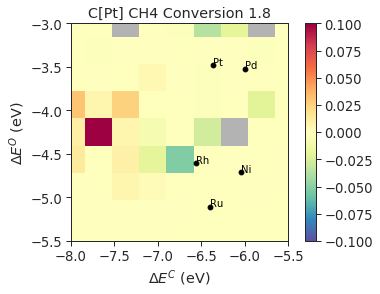 C[Pt] CH4 Conversion 1.8
ΔE^O (eV)
−3.0
−3.5
−4.0
−4.5
−5.0
−5.5
Pt
Pd
Rh
Ni
Ru
−8.0 −7.5 −7.0 −6.5 −6.0 −5.5
ΔE^C (eV)
0.100
0.075
0.050
0.025
0.000
−0.025
−0.050
−0.075
−0.100